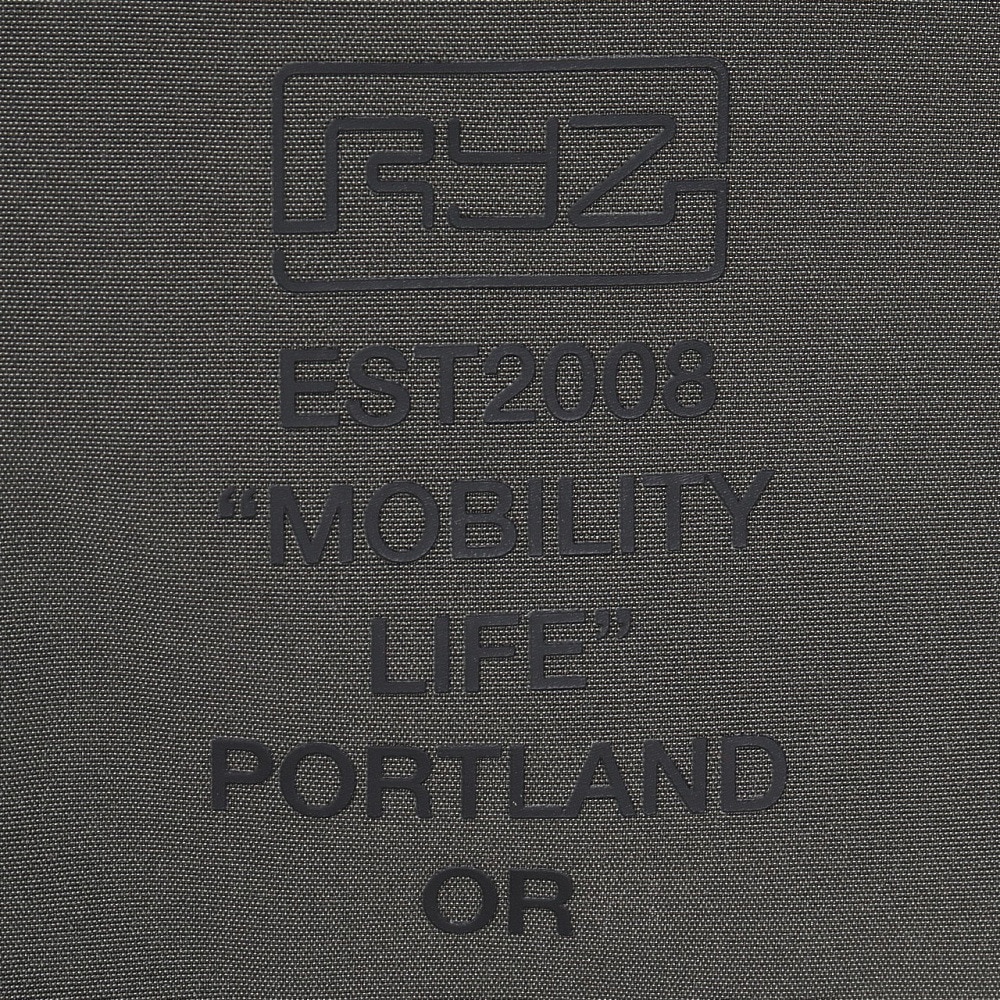 RYZ
EST2008
“MOBILITY
LIFE”
PORTLAND
OR